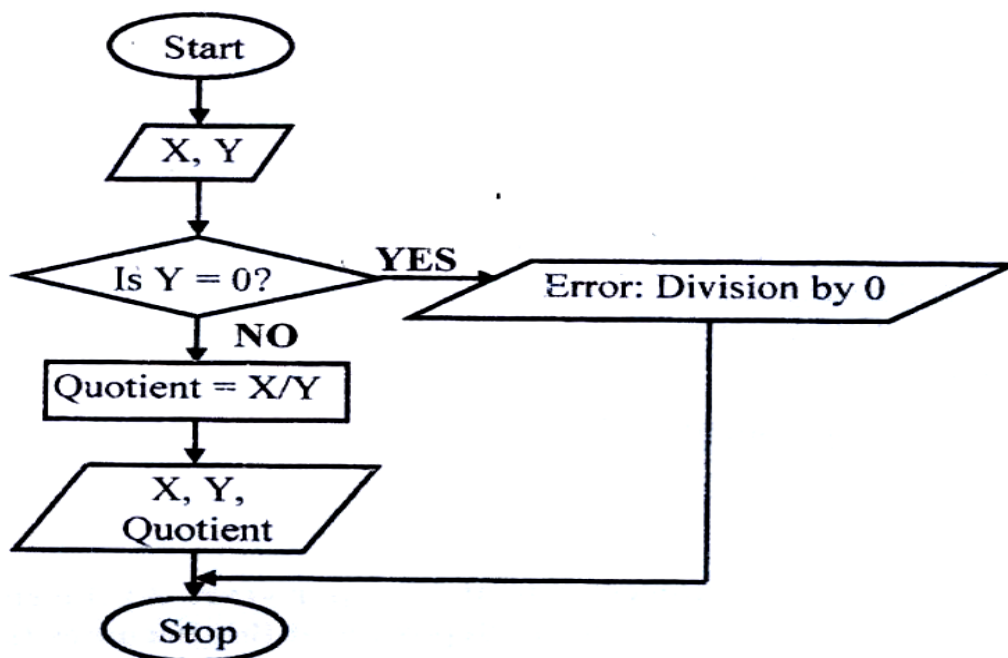 Start
X, Y
Is Y = 0?
YES
Error: Division by 0
NO
Quotient = X/Y
X, Y,
Quotient
Stop